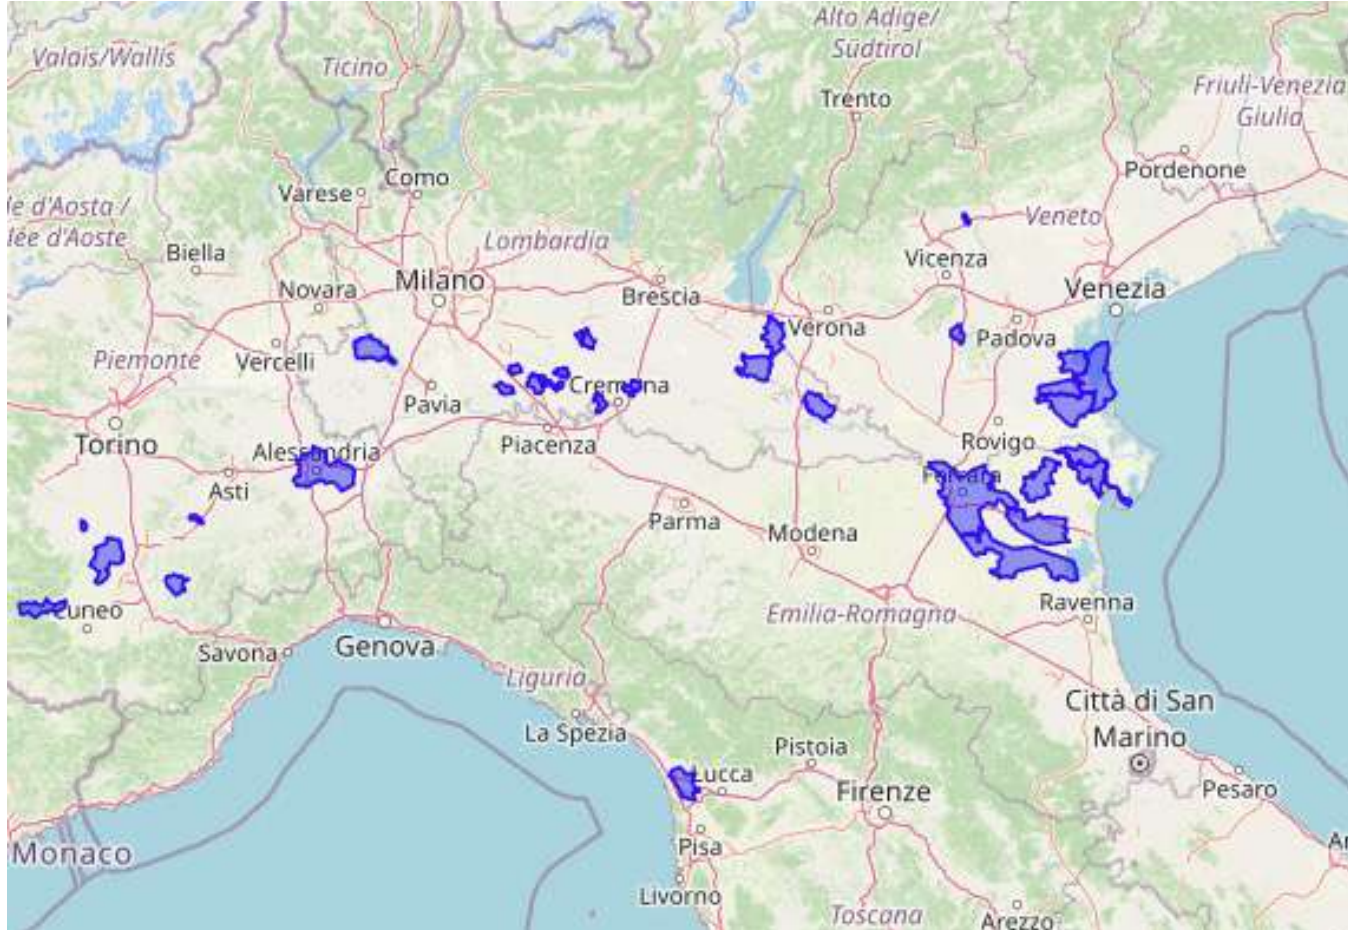 Alto Adige/
Südtirol
Valais/Wallis
Ticino
Friuli-Venezia
Giulia
Trento
Pordenone
Como
Varese
le d'Aosta /
lée d'Aoste
Veneto
Biella
Lombardia
Vicenza
Milano
Novara
Brescia
Venezia
Verona
Padova
Vercelli
Piemonte
Cremona
Pavia
Torino
Piacenza
Rovigo
Alessandria
Ferrara
Asti
Parma
Modena
Ravenna
Cuneo
Emilia-Romagna
Savona
Genova
Liguria
Città di San
Marino
La Spezia
Pistoia
Lucca
Firenze
Pesaro
Pisa
Monaco
Livorno
Toscana
Arezzo